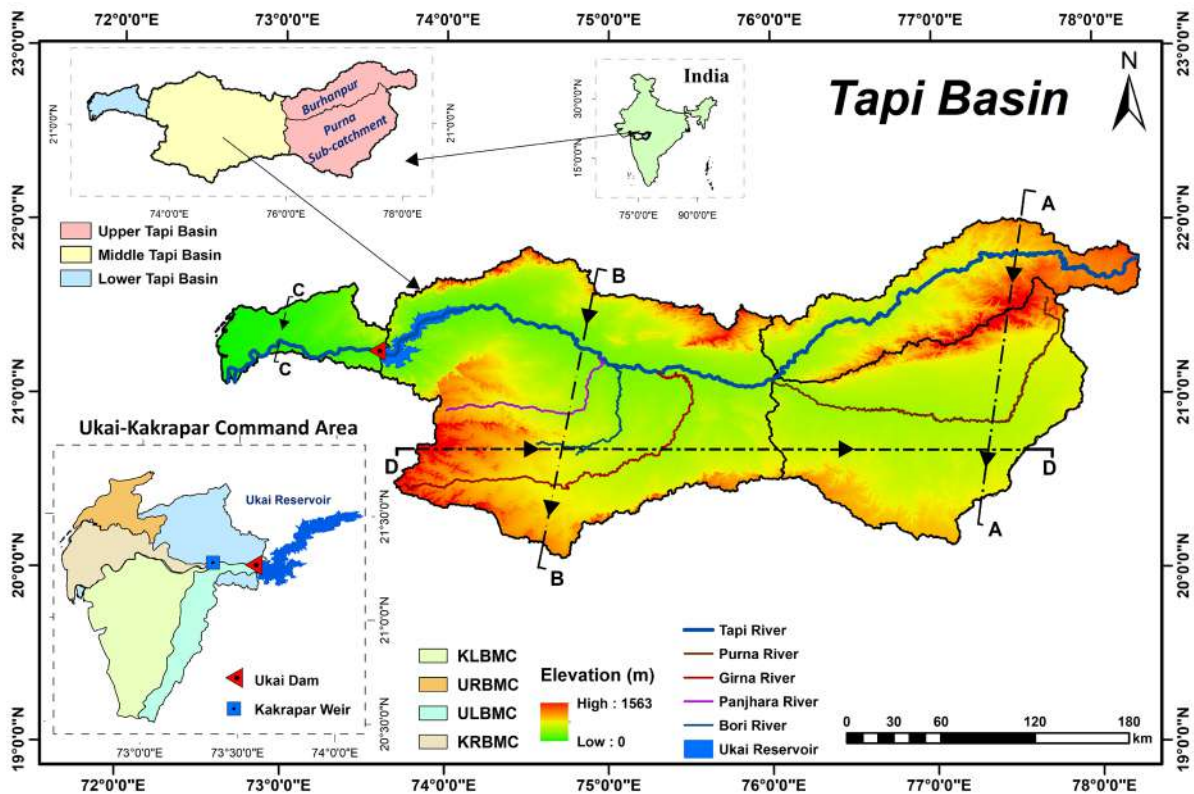 72°0'0"E 73°0'0"E 74°0'0"E 75°0'0"E 76°0'0"E 77°0'0"E 78°0'0"E
23°0'0"N
23°0'0"N
Tapi Basin
N
India
30°0'0"N
15°0'0"N
75°0'0"E 90°0'0"E
Burhanpur
Purna
Sub-catchment
21°0'0"N
21°0'0"N
74°0'0"E 76°0'0"E 78°0'0"E
Upper Tapi Basin
Middle Tapi Basin
Lower Tapi Basin
22°0'0"N
22°0'0"N
A
B
C
C
21°0'0"N
21°0'0"N
D
D
A
B
20°0'0"N
20°0'0"N
Ukai-Kakrapar Command Area
Ukai Reservoir
21°30'0"N
21°0'0"N
20°30'0"N
Ukai Dam
Kakrapar Weir
73°0'0"E 73°30'0"E 74°0'0"E
KLBMC
URBMC
ULBMC
KRBMC
Elevation (m)
High : 1563
Low : 0
Tapi River
Purna River
Girna River
Panjhara River
Bori River
Ukai Reservoir
0 30 60 120 180
km
19°0'0"N
19°0'0"N
72°0'0"E 73°0'0"E 74°0'0"E 75°0'0"E 76°0'0"E 77°0'0"E 78°0'0"E